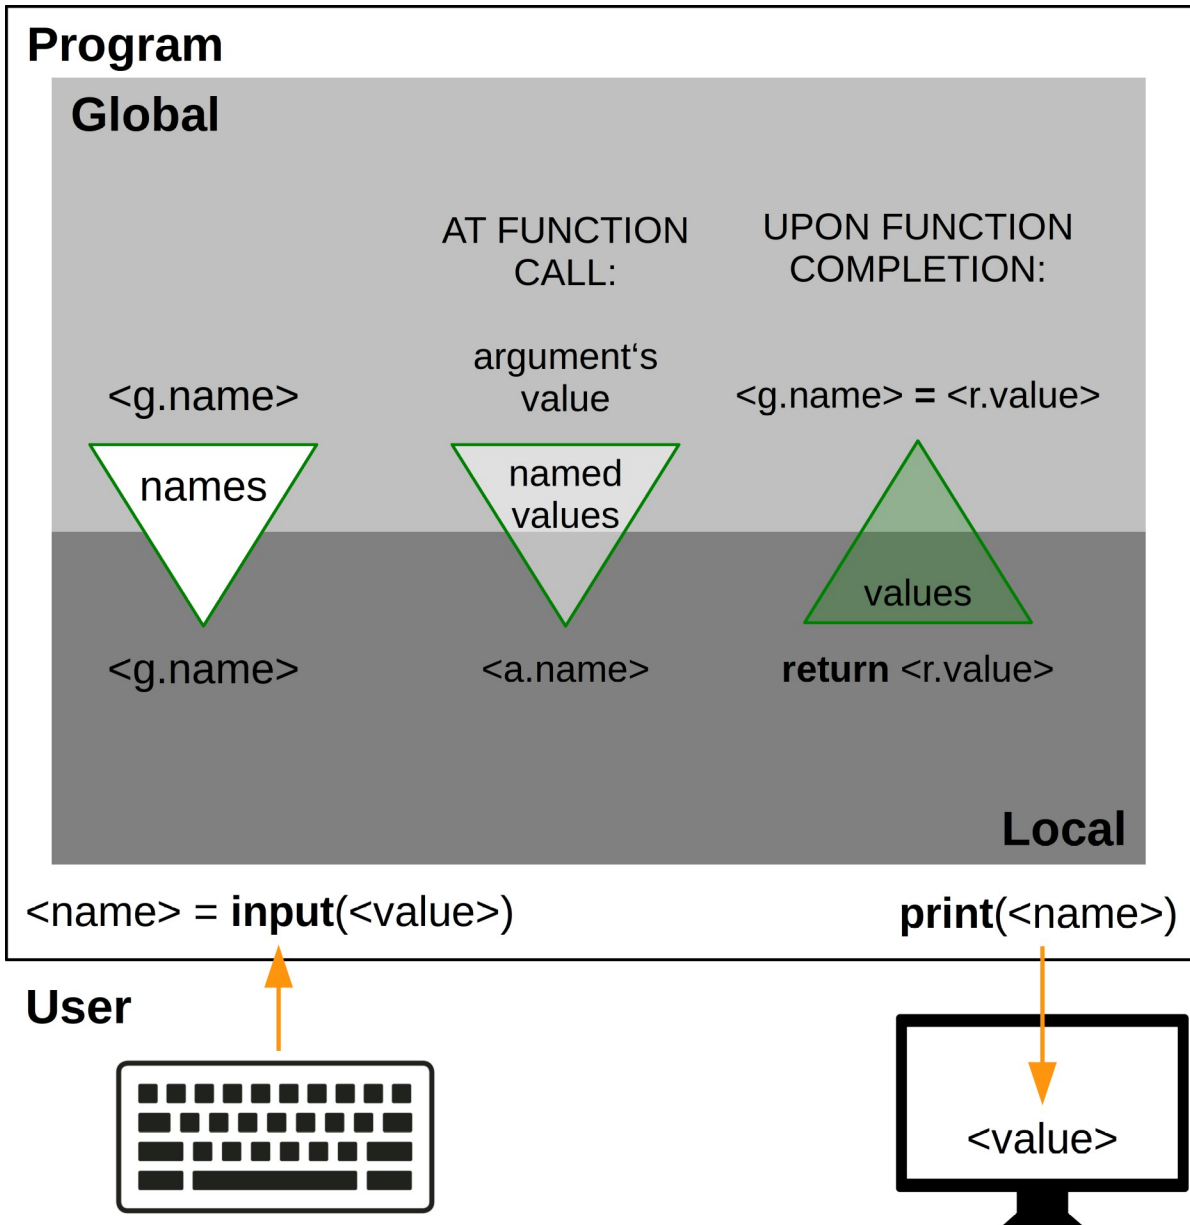 Program
Global
AT FUNCTION
CALL:
UPON FUNCTION
COMPLETION:
argument‘s
value
<g.name>
<g.name> = <r.value>
names
named
values
values
<g.name>
<a.name>
return <r.value>
Local
<name> = input(<value>)
print(<name>)
User
<value>